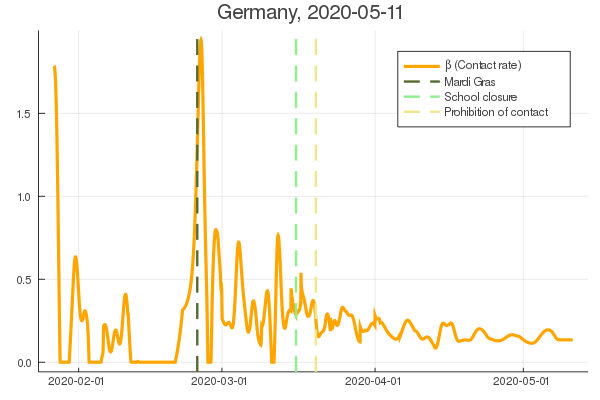 Germany, 2020-05-11
β (Contact rate)
Mardi Gras
School closure
Prohibition of contact
1.5
1.0
0.5
0.0
2020-02-01 2020-03-01 2020-04-01 2020-05-01